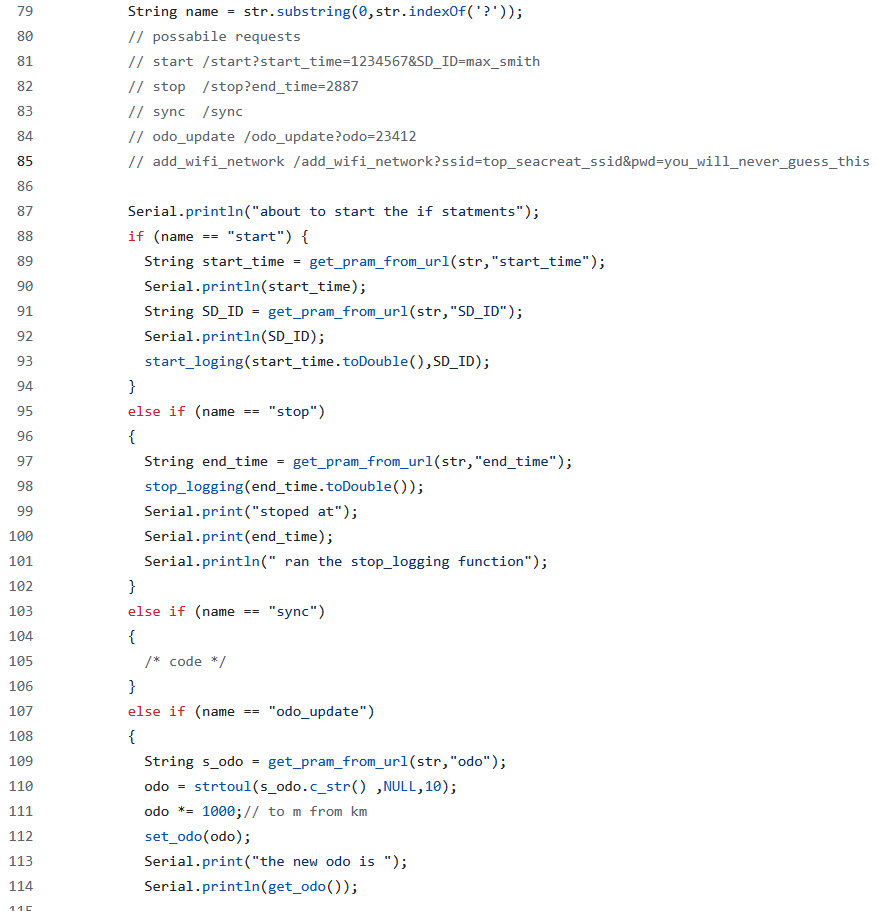 79 String name = str.substring(0,str.indexOf('?'));
80 // possabile requests
81 // start /start?start_time=1234567&SD_ID=max_smith
82 // stop  /stop?end_time=2887
83 // sync  /sync
84 // odo_update /odo_update?odo=23412
85 // add_wifi_network /add_wifi_network?ssid=top_seacreat_ssid&pwd=you_will_never_guess_this
86
87 Serial.println("about to start the if statments");
88 if (name == "start") {
89   String start_time = get_pram_from_url(str,"start_time");
90   Serial.println(start_time);
91   String SD_ID = get_pram_from_url(str,"SD_ID");
92   Serial.println(SD_ID);
93   start_loging(start_time.toDouble(),SD_ID);
94 }
95 else if (name == "stop")
96 {
97   String end_time = get_pram_from_url(str,"end_time");
98   stop_logging(end_time.toDouble());
99   Serial.print("stoped at");
100   Serial.print(end_time);
101   Serial.println(" ran the stop_logging function");
102 }
103 else if (name == "sync")
104 {
105   /* code */
106 }
107 else if (name == "odo_update")
108 {
109   String s_odo = get_pram_from_url(str,"odo");
110   odo = strtoul(s_odo.c_str() ,NULL,10);
111   odo *= 1000;// to m from km
112   set_odo(odo);
113   Serial.print("the new odo is ");
114   Serial.println(get_odo());
115